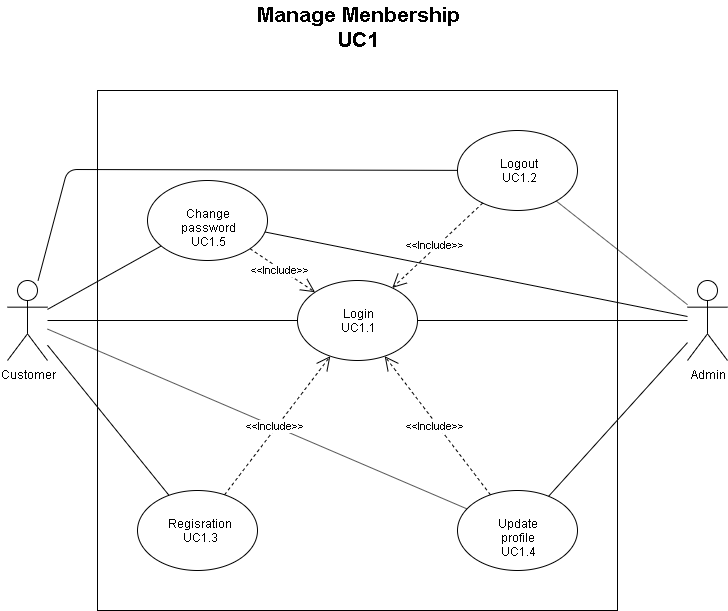 Manage Menbership
UC1
Logout
UC1.2
Change
password
UC1.5
<<Include>>
<<Include>>
Login
UC1.1
Customer
Admin
<<Include>>
<<Include>>
Regisration
UC1.3
Update
profile
UC1.4